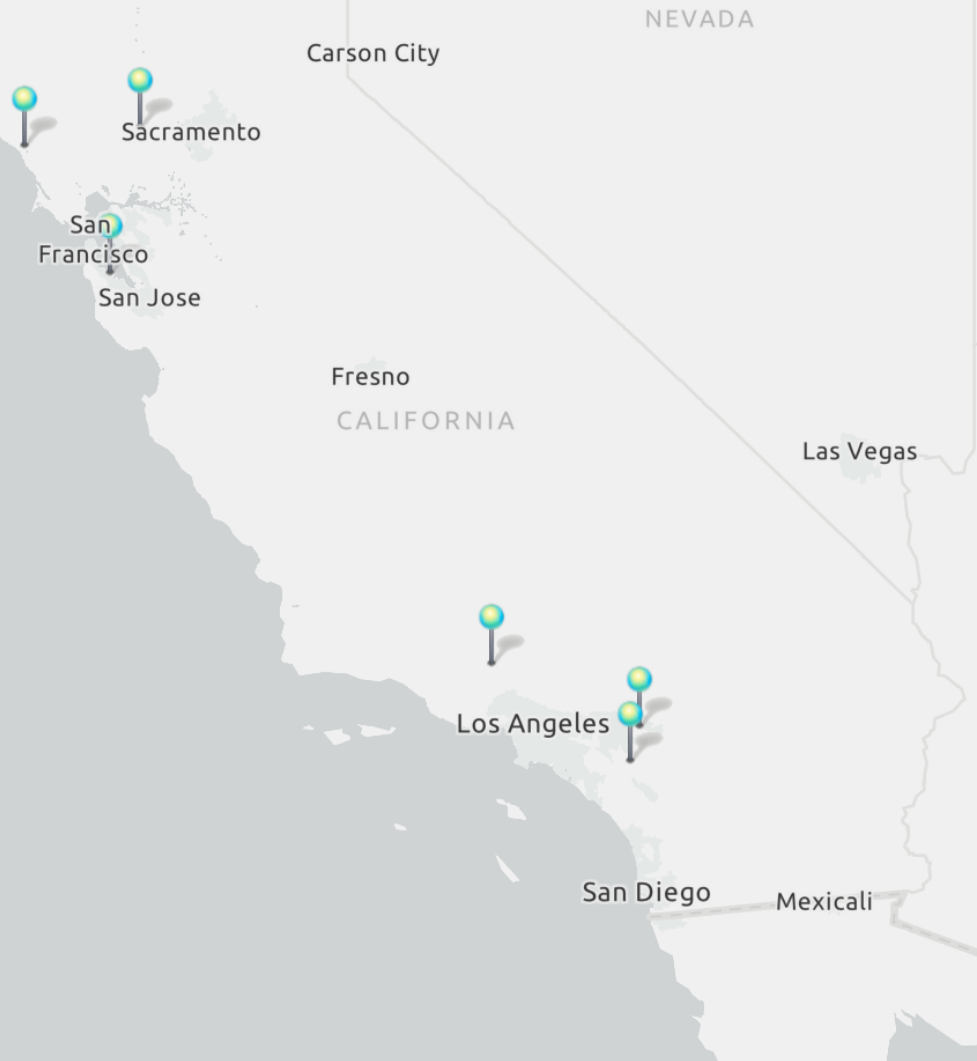 NEVADA
Carson City
Sacramento
San
Francisco
San Jose
Fresno
CALIFORNIA
Las Vegas
Los Angeles
San Diego
Mexicali